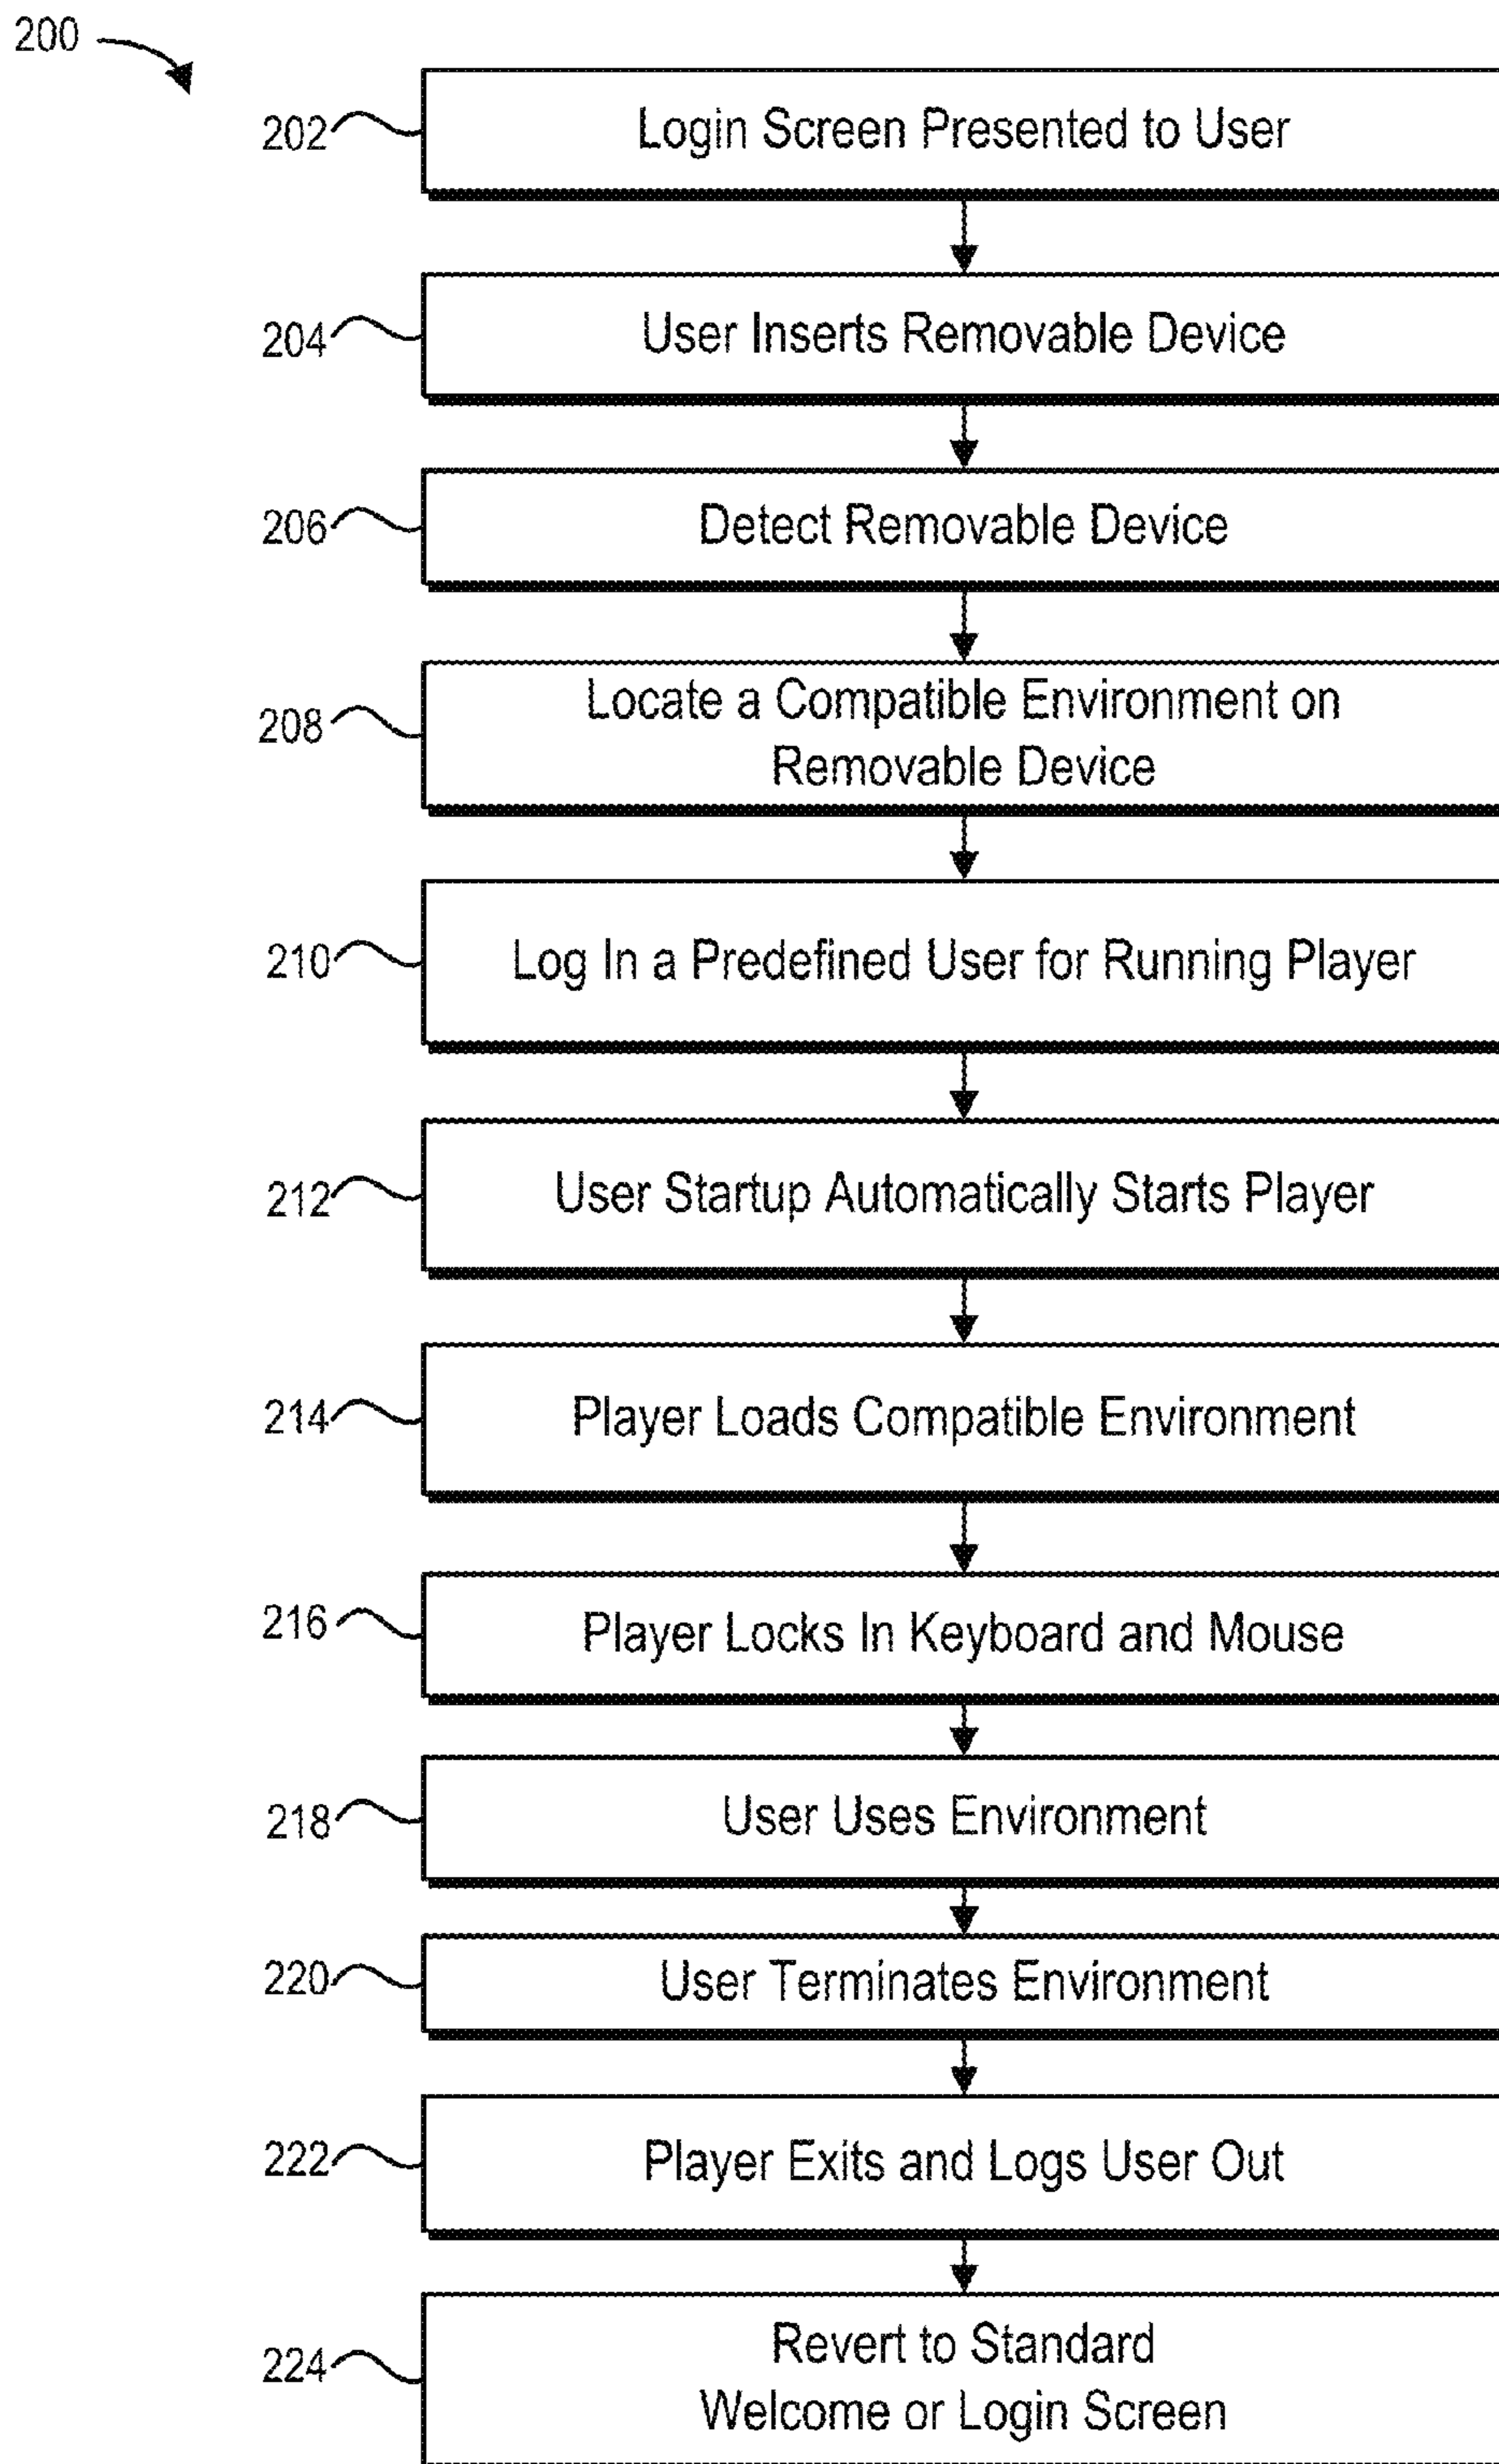 200
202 Login Screen Presented to User
204 User Inserts Removable Device
206 Detect Removable Device
208 Locate a Compatible Environment on
Removable Device
210 Log In a Predefined User for Running Player
212 User Startup Automatically Starts Player
214 Player Loads Compatible Environment
216 Player Locks In Keyboard and Mouse
218 User Uses Environment
220 User Terminates Environment
222 Player Exits and Logs User Out
224 Revert to Standard
Welcome or Login Screen